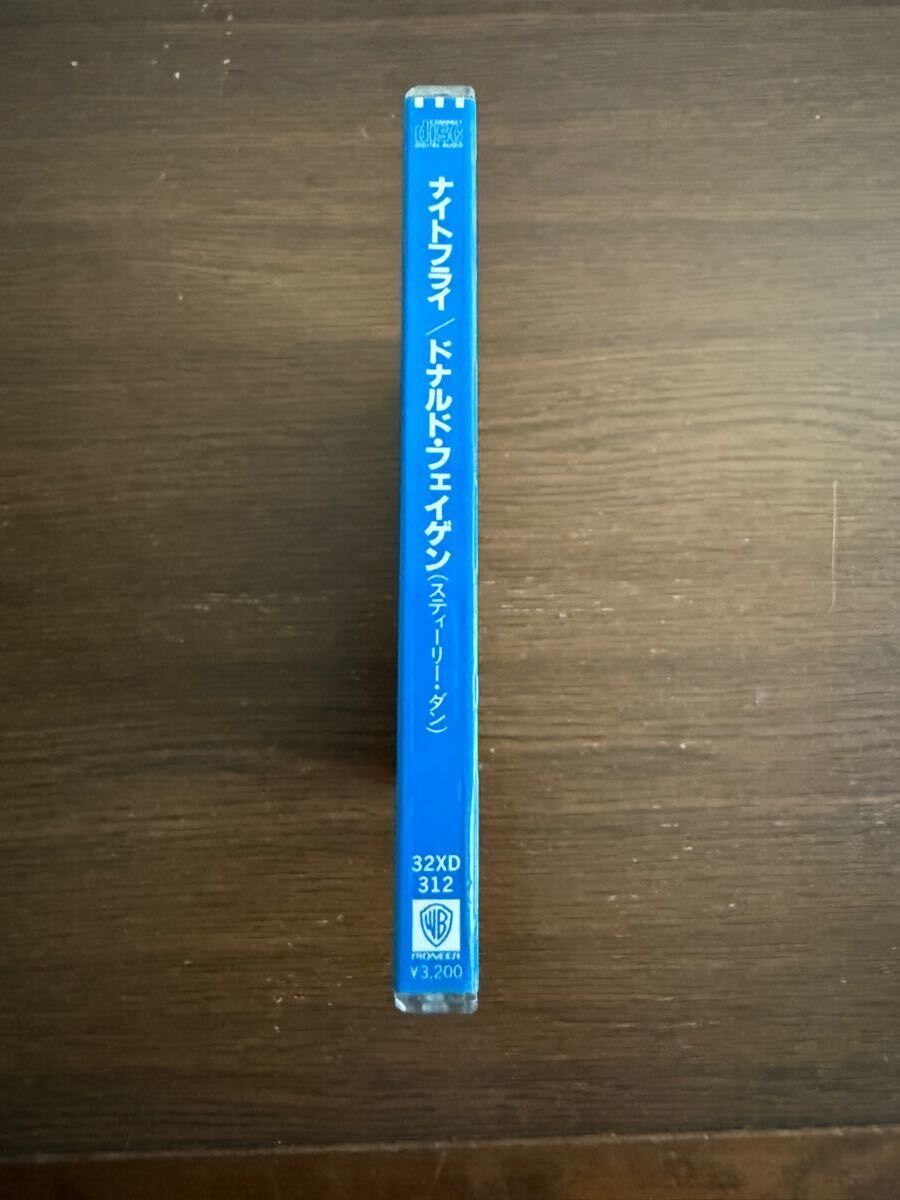 COMPACT
disc
DIGITAL AUDIO
ナイトフライ/ドナルド・フェイゲン(スティーリー・ダン)
32XD
312
WB
PIONEER
¥3,200